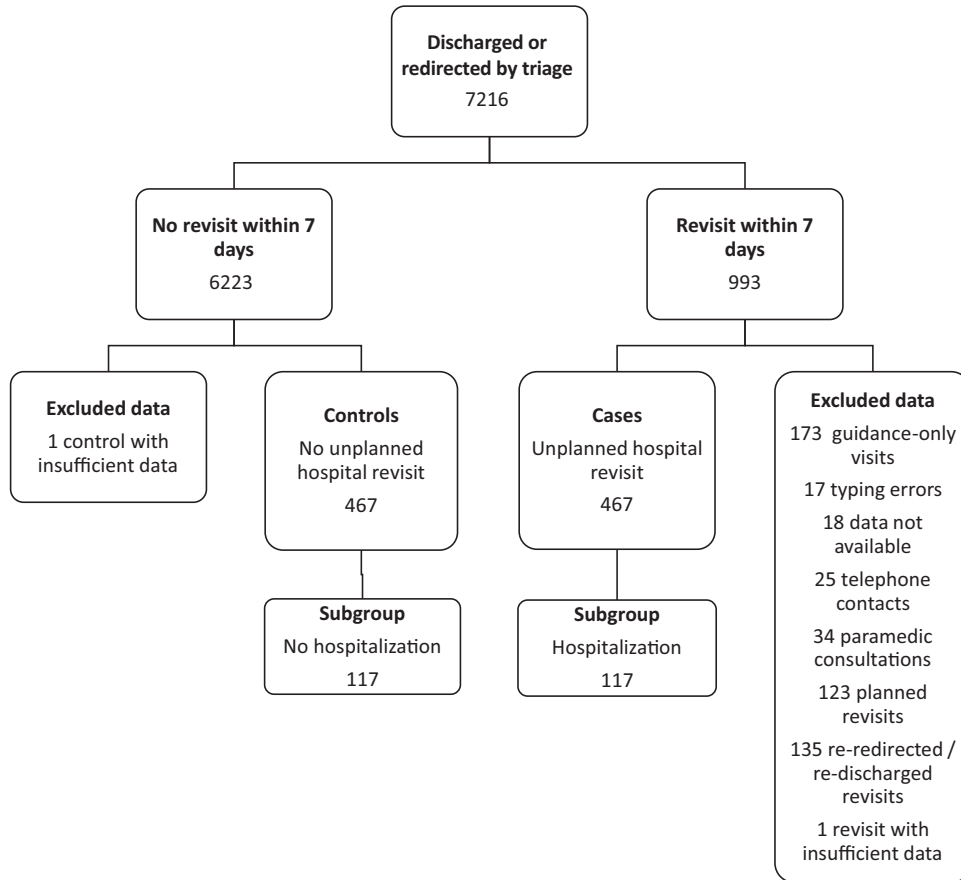 Discharged or
redirected by triage
7216
No revisit within 7
days
6223
Revisit within 7
days
993
Excluded data
1 control with
insufficient data
Controls
No unplanned
hospital revisit
467
Cases
Unplanned hospital
revisit
467
Excluded data
173 guidance-only
visits
17 typing errors
18 data not
available
25 telephone
contacts
34 paramedic
consultations
123 planned
revisits
135 re-redirected /
re-discharged
revisits
1 revisit with
insufficient data
Subgroup
No hospitalization
117
Subgroup
Hospitalization
117